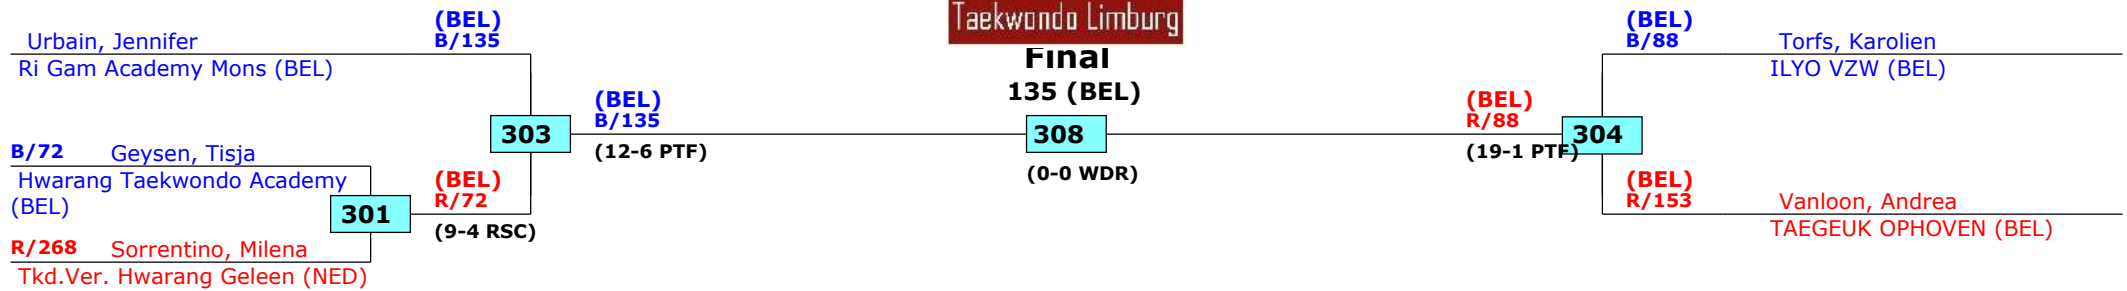 Taekwondo Limburg
Final
135 (BEL)
308
(0-0 WDR)
(BEL)
B/135
Urbain, Jennifer
Ri Gam Academy Mons (BEL)
B/72 Geysen, Tisja
Hwarang Taekwondo Academy
(BEL)
301
R/268 Sorrentino, Milena
Tkd.Ver. Hwarang Geleen (NED)
(BEL)
R/72
(9-4 RSC)
303
(BEL)
B/135
(12-6 PTF)
(BEL)
R/88
(19-1 PTF)
304
(BEL)
B/88
Torfs, Karolien
ILYO VZW (BEL)
(BEL)
R/153
Vanloon, Andrea
TAEGEUK OPHOVEN (BEL)